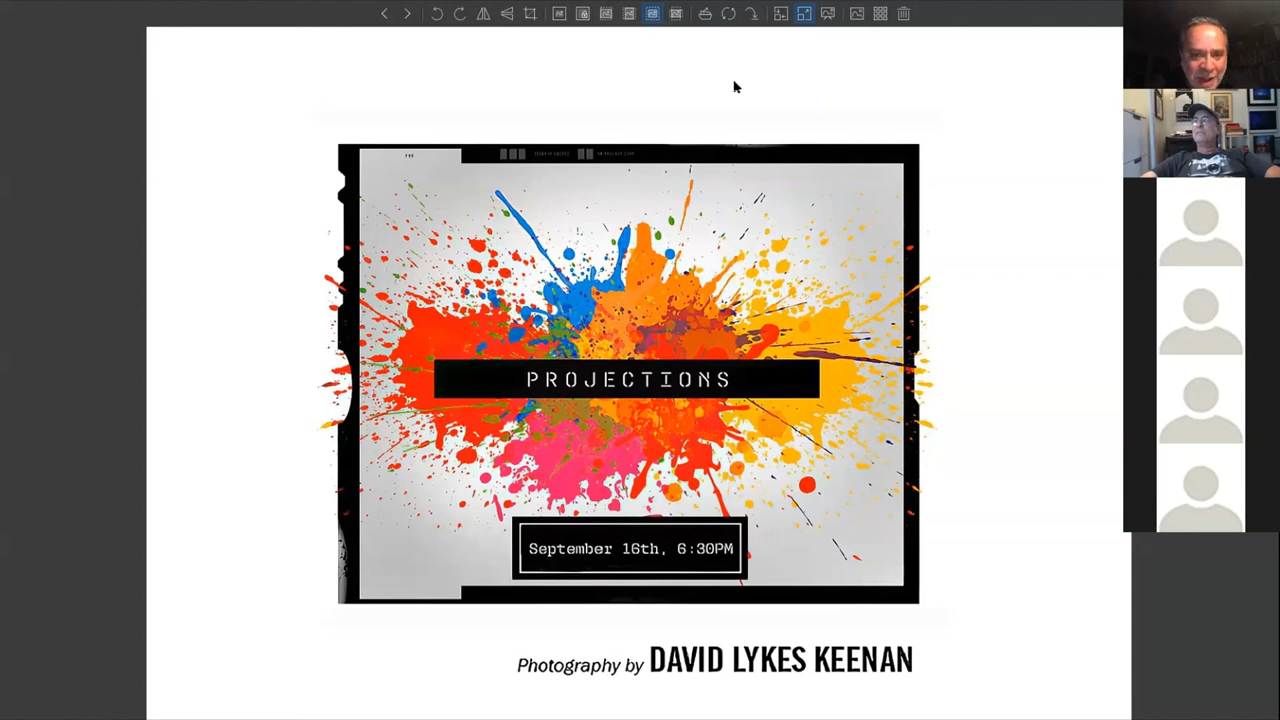 PROJECTIONS
September 16th, 6:30PM
Photography by DAVID LYKES KEENAN